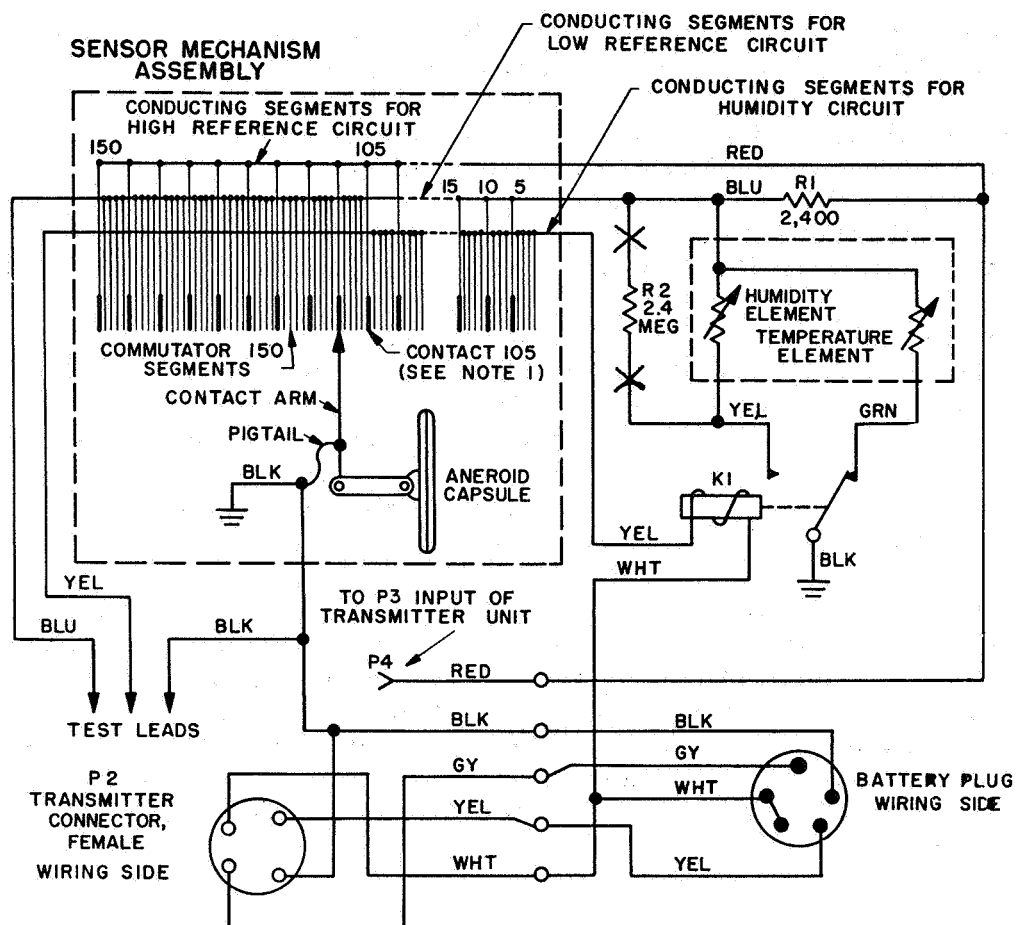 CONDUCTING SEGMENTS FOR
LOW REFERENCE CIRCUIT
SENSOR MECHANISM
ASSEMBLY
CONDUCTING SEGMENTS FOR
HUMIDITY CIRCUIT
CONDUCTING SEGMENTS FOR
HIGH REFERENCE CIRCUIT
150
105
RED
15 10 5
BLU
R1
2,400
R2
2.4
MEG
HUMIDITY
ELEMENT
TEMPERATURE
ELEMENT
COMMUTATOR 150
SEGMENTS
CONTACT 105
(SEE NOTE 1)
CONTACT ARM
YEL
GRN
PIGTAIL
BLK
ANEROID
CAPSULE
K1
YEL
BLK
WHT
YEL
TO P3 INPUT OF
TRANSMITTER UNIT
BLU
BLK
P4
RED
TEST LEADS
BLK
BLK
GY
GY
P2
TRANSMITTER
CONNECTOR,
FEMALE
WIRING SIDE
YEL
WHT
BATTERY PLUG
WIRING SIDE
WHT
YEL